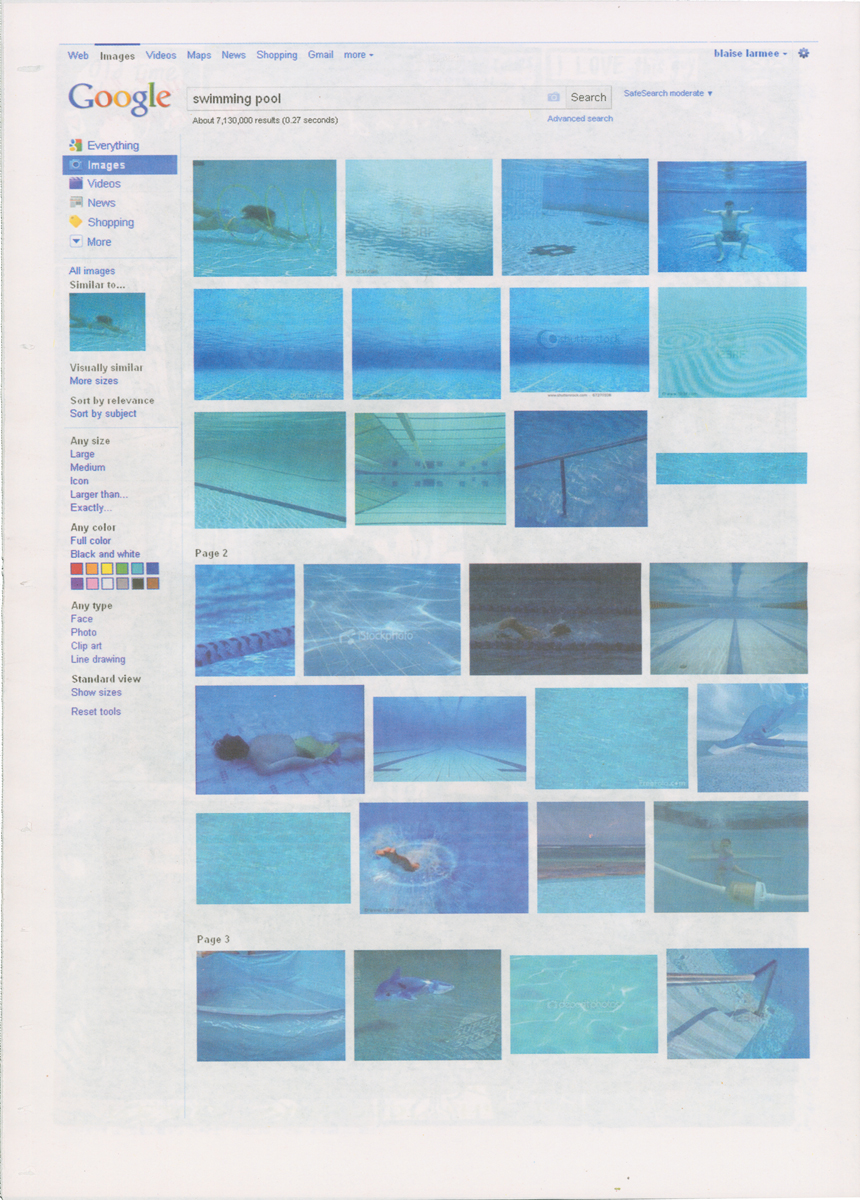 Web Images Videos Maps News Shopping Gmail more
blaise larmee
Google
swimming pool
Search
SafeSearch moderate
About 7,130,000 results (0.27 seconds)
Advanced search
Everything
Images
Videos
News
Shopping
More
All images
Similar to...
Visually similar
More sizes
Sort by relevance
Sort by subject
Any size
Large
Medium
Icon
Larger than...
Exactly...
Any color
Full color
Black and white
Any type
Face
Photo
Clip art
Line drawing
Standard view
Show sizes
Reset tools
shutterstock
Page 2
iStockphoto
Page 3